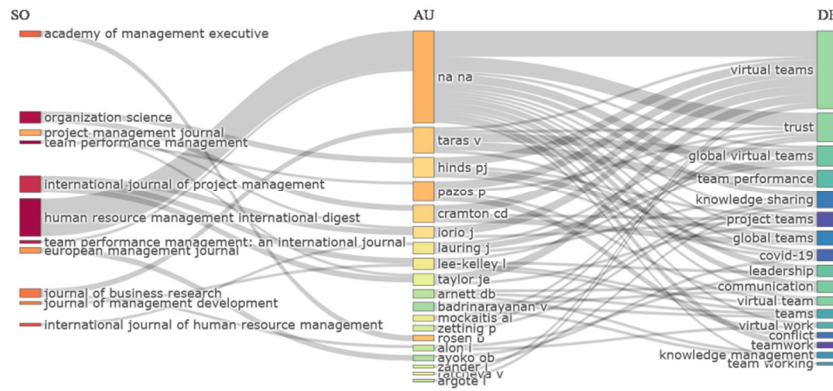 SO
AU
DE
academy of management executive
organization science
project management journal
team performance management
international journal of project management
human resource management international digest
team performance management: an international journal
european management journal
journal of business research
journal of management development
international journal of human resource management
na na
taras v
hinds pj
pazos p
cramton cd
iorio j
lauring j
lee-kelley l
taylor je
arnett db
badrinarayan v
mockaitis ai
zettinig p
rosen b
alon i
ayoko ob
zander l
ratcheva v
argote l
virtual teams
trust
global virtual teams
team performance
knowledge sharing
project teams
global teams
covid-19
leadership
communication
virtual team
teams
virtual work
conflict
teamwork
knowledge management
team working